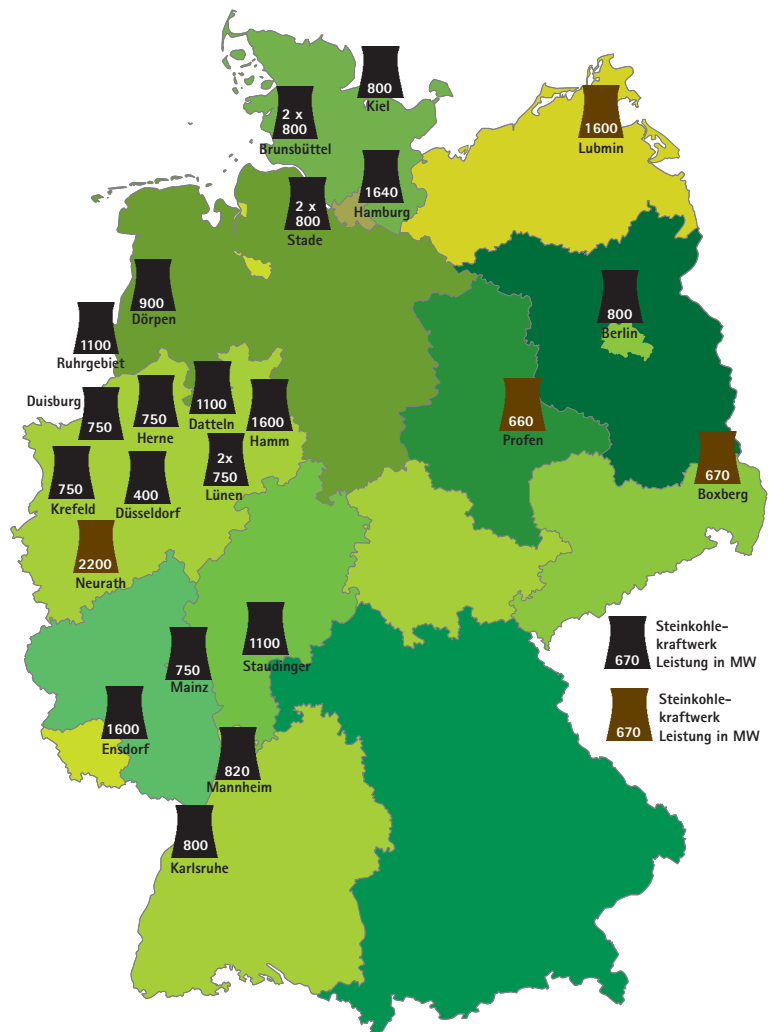 800
Kiel
2 x
800
Brunsbüttel
1600
Lubmin
1640
Hamburg
2 x
800
Stade
900
Dörpen
1100
Ruhrgebiet
800
Berlin
Duisburg
750
750
Herne
1100
Datteln
1600
Hamm
660
Profen
670
Boxberg
750
Krefeld
400
Düsseldorf
2x
750
Lünen
2200
Neurath
1100
Staudinger
750
Mainz
1600
Ensdorf
820
Mannheim
800
Karlsruhe
670
Steinkohle-
kraftwerk
Leistung in MW
670
Steinkohle-
kraftwerk
Leistung in MW